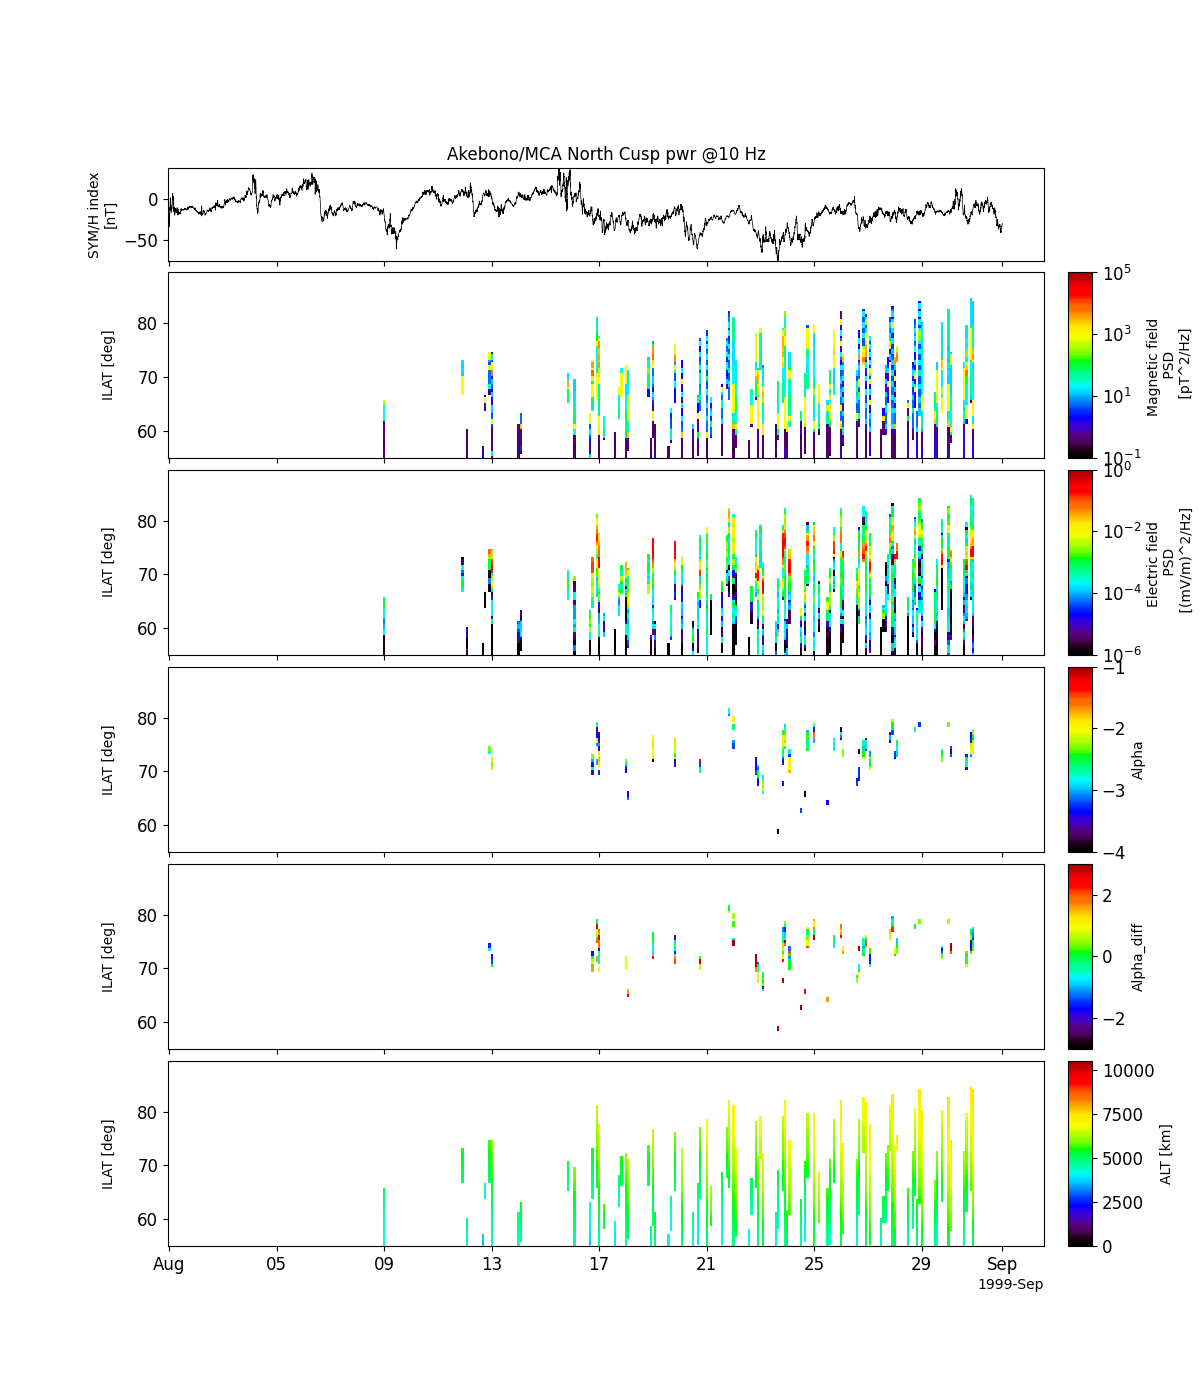 Akebono/MCA North Cusp pwr @10 Hz
SYM/H index
[nT]
0
−50
ILAT [deg]
80
70
60
10^5
10^3
10^1
10^−1
Magnetic field
PSD
[pT^2/Hz]
ILAT [deg]
80
70
60
10^0
10^−2
10^−4
10^−6
Electric field
PSD
[(mV/m)^2/Hz]
ILAT [deg]
80
70
60
−1
−2
−3
−4
Alpha
ILAT [deg]
80
70
60
2
0
−2
Alpha_diff
ILAT [deg]
80
70
60
10000
7500
5000
2500
0
ALT [km]
Aug 05 09 13 17 21 25 29 Sep
1999-Sep